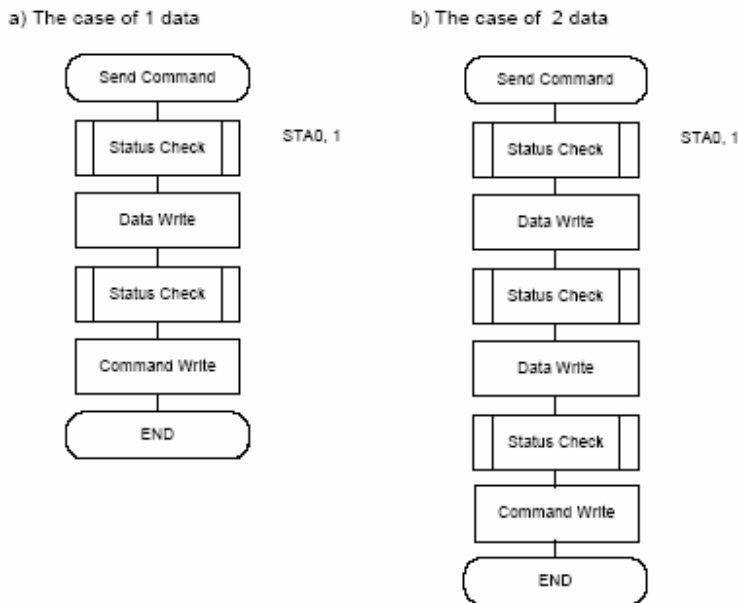 a) The case of 1 data
Send Command
Status Check
STA0, 1
Data Write
Status Check
Command Write
END
b) The case of 2 data
Send Command
Status Check
STA0, 1
Data Write
Status Check
Data Write
Status Check
Command Write
END